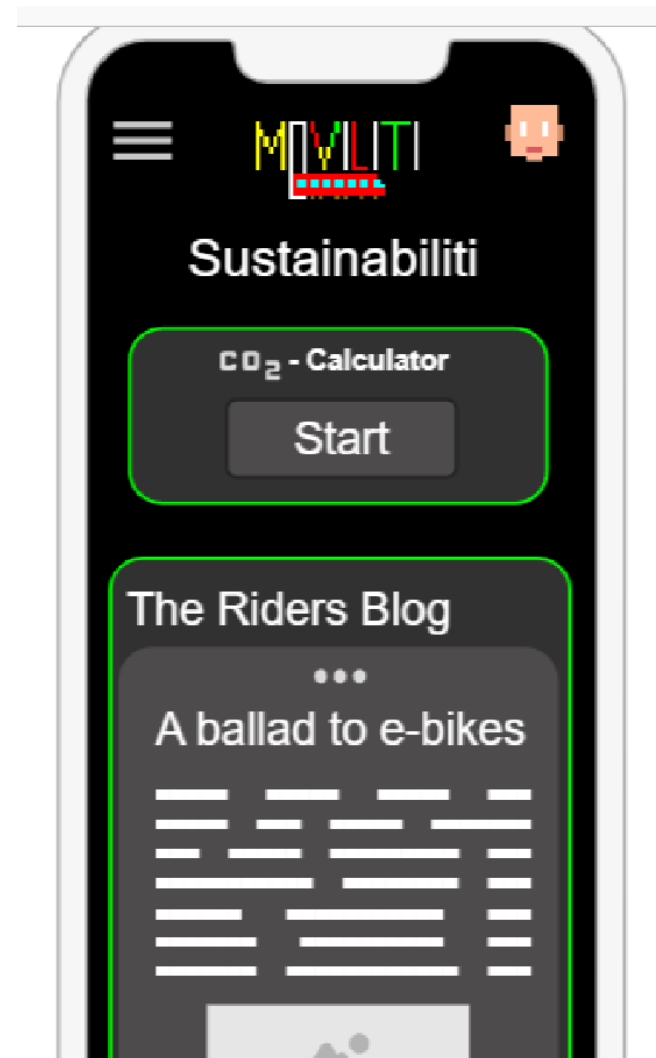 MOVILITI
Sustainabiliti
CO₂ - Calculator
Start
The Riders Blog
A ballad to e-bikes